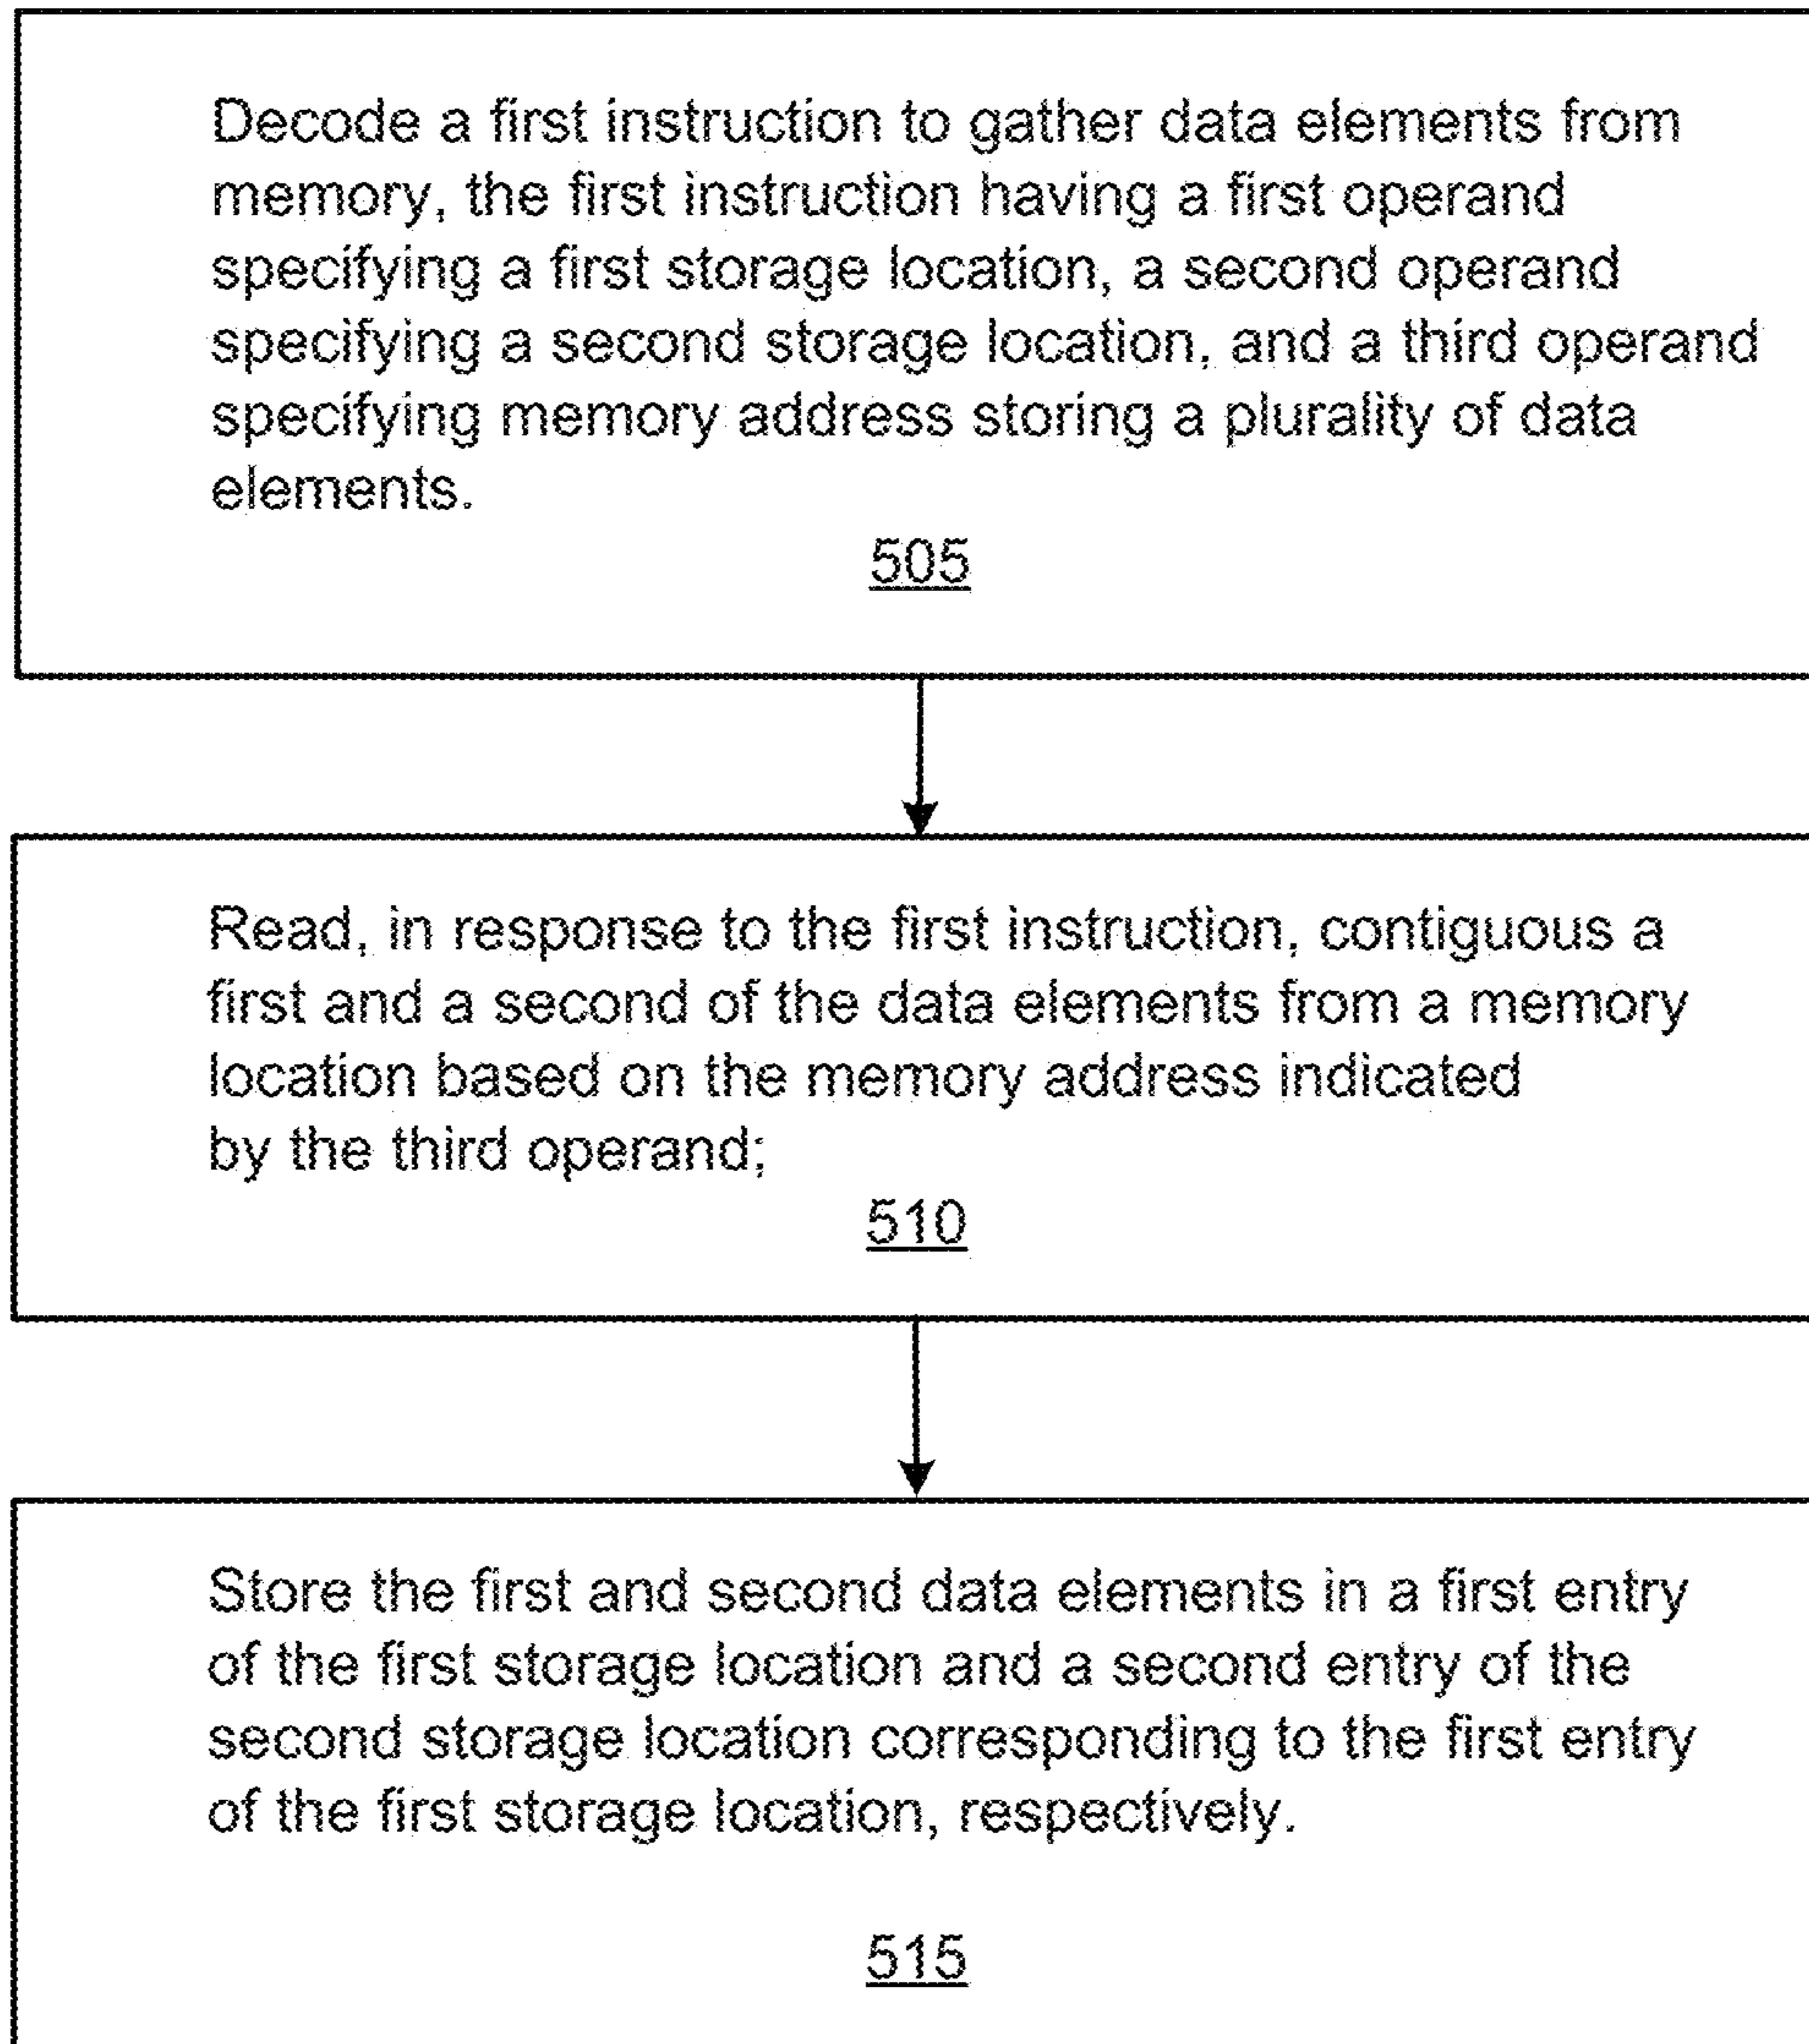 Decode a first instruction to gather data elements from
memory, the first instruction having a first operand
specifying a first storage location, a second operand
specifying a second storage location, and a third operand
specifying memory address storing a plurality of data
elements.
505
Read, in response to the first instruction, contiguous a
first and a second of the data elements from a memory
location based on the memory address indicated
by the third operand;
510
Store the first and second data elements in a first entry
of the first storage location and a second entry of the
second storage location corresponding to the first entry
of the first storage location, respectively.
515